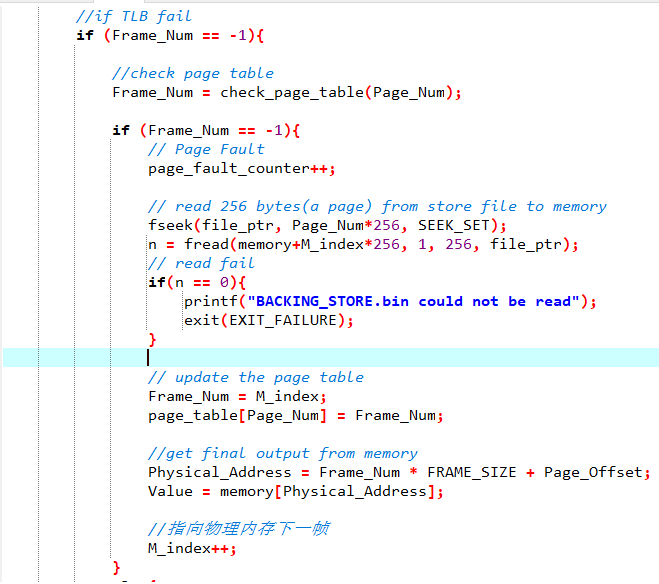 //if TLB fail
if (Frame_Num == -1){
//check page table
Frame_Num = check_page_table(Page_Num);
if (Frame_Num == -1){
// Page Fault
page_fault_counter++;
// read 256 bytes(a page) from store file to memory
fseek(file_ptr, Page_Num*256, SEEK_SET);
n = fread(memory+M_index*256, 1, 256, file_ptr);
// read fail
if(n == 0){
printf("BACKING_STORE.bin could not be read");
exit(EXIT_FAILURE);
}
// update the page table
Frame_Num = M_index;
page_table[Page_Num] = Frame_Num;
//get final output from memory
Physical_Address = Frame_Num * FRAME_SIZE + Page_Offset;
Value = memory[Physical_Address];
//指向物理内存下一帧
M_index++;
}